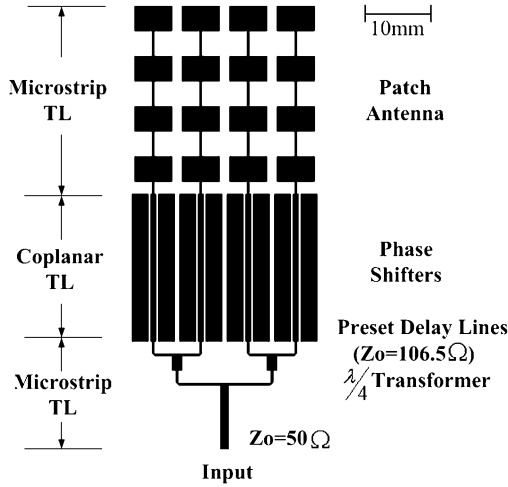 10mm
Microstrip
TL
Patch
Antenna
Coplanar
TL
Phase
Shifters
Preset Delay Lines
(Zo=106.5Ω)
λ/4 Transformer
Microstrip
TL
Zo=50Ω
Input